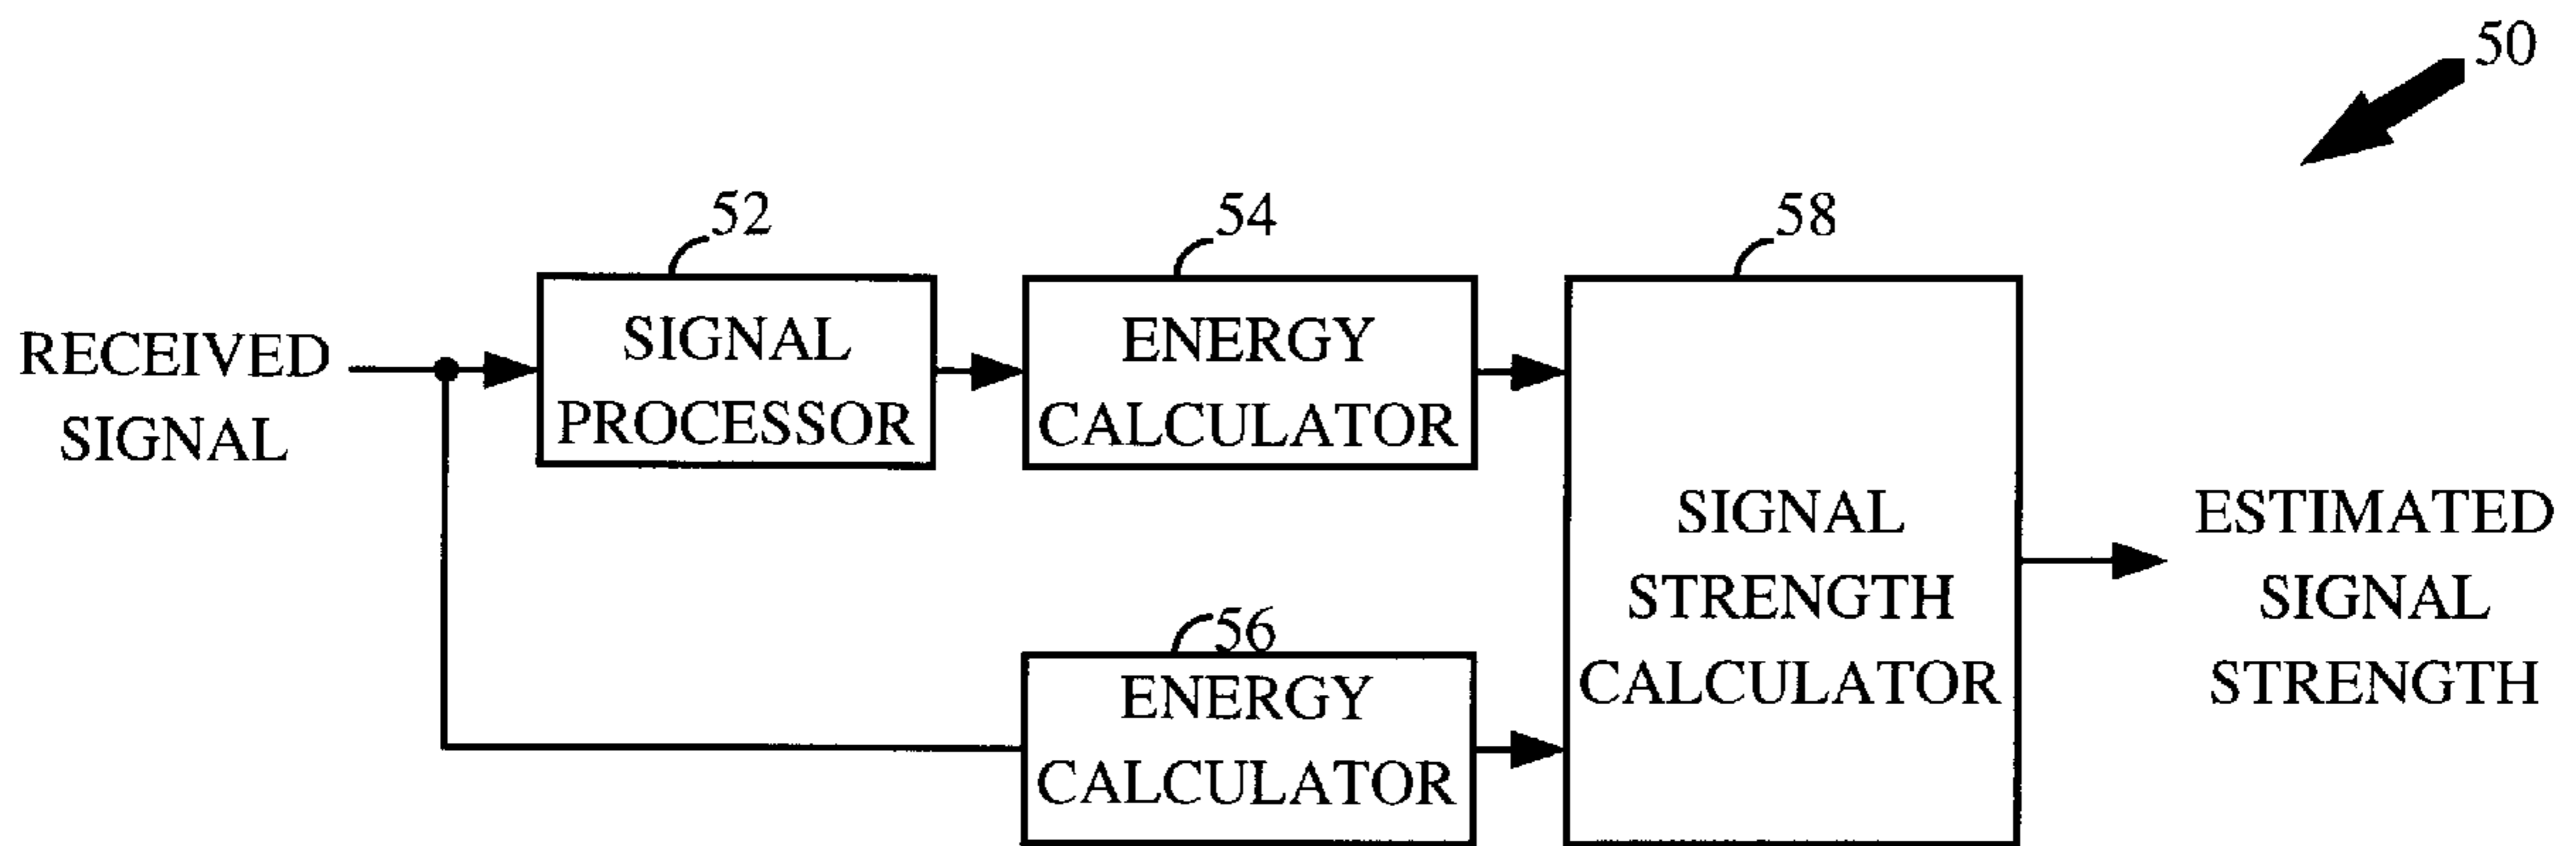 50
52
54
58
RECEIVED
SIGNAL
SIGNAL
PROCESSOR
ENERGY
CALCULATOR
56
ENERGY
CALCULATOR
SIGNAL
STRENGTH
CALCULATOR
ESTIMATED
SIGNAL
STRENGTH